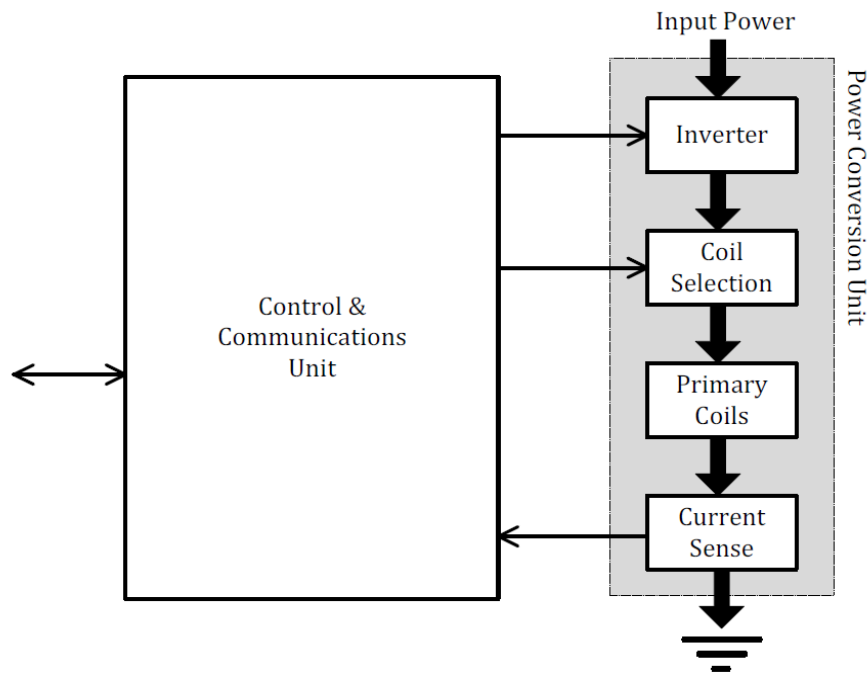 Input Power
Power Conversion Unit
Inverter
Coil
Selection
Control &
Communications
Unit
Primary
Coils
Current
Sense